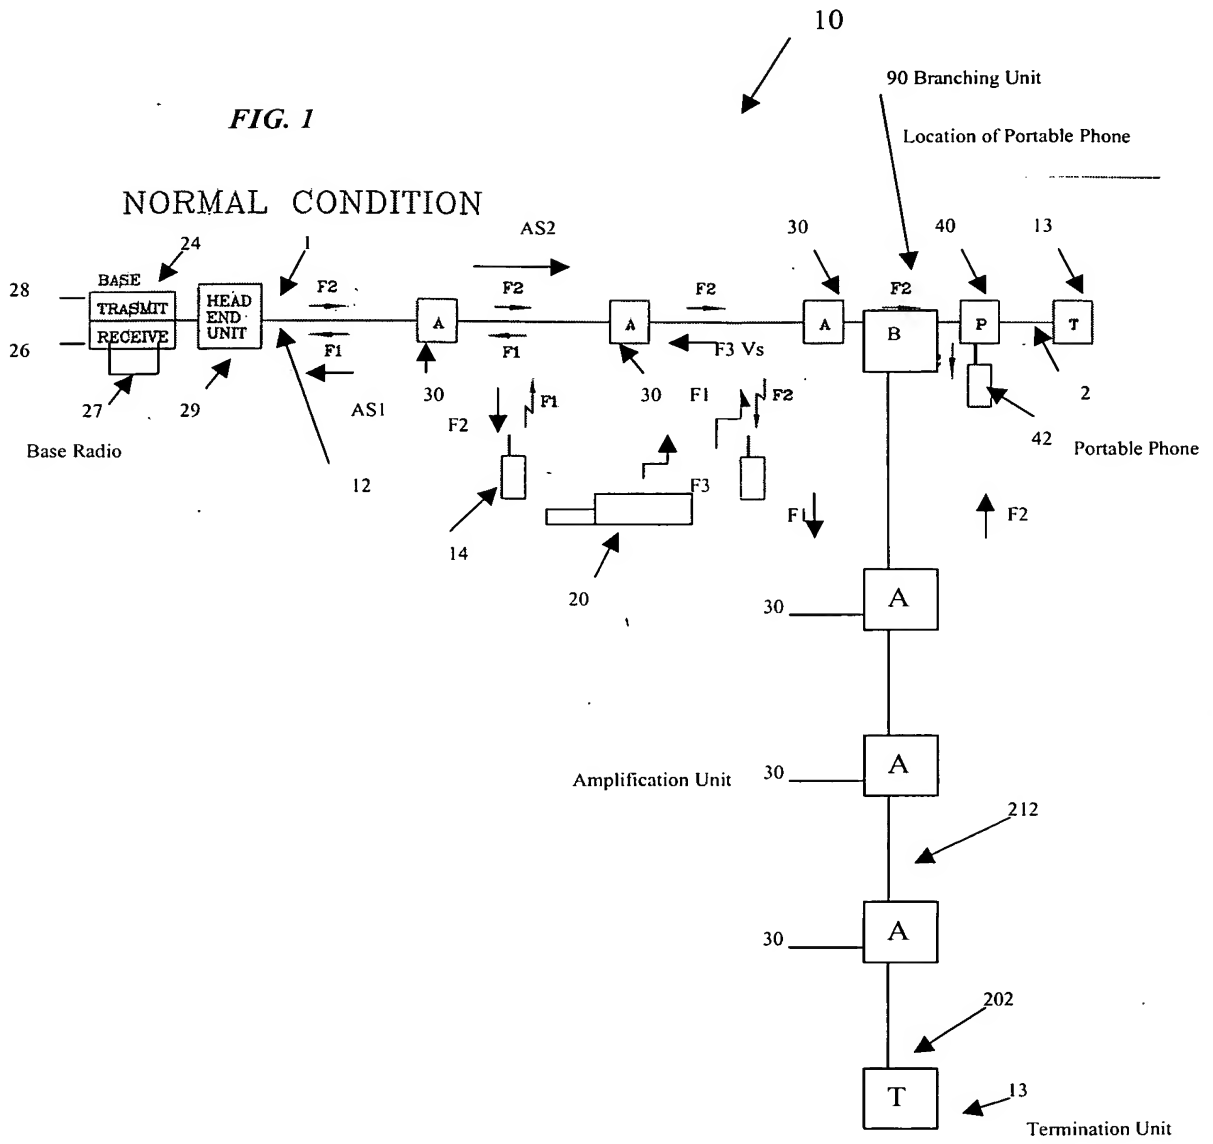 10
90 Branching Unit
FIG. 1
Location of Portable Phone
NORMAL CONDITION
AS2
30
40
13
24
1
BASE
28
TRASMIT
HEAD
END
UNIT
F2
F2
F2
F2
26
RECEIVE
A
A
A
B
P
T
F1
F1
F3 Vs
27
29
AS1
30
F2
F1
30
F1
F2
2
42
Portable Phone
Base Radio
12
F3
14
F1
F2
20
30
A
Amplification Unit
30
A
212
30
A
202
T
13
Termination Unit